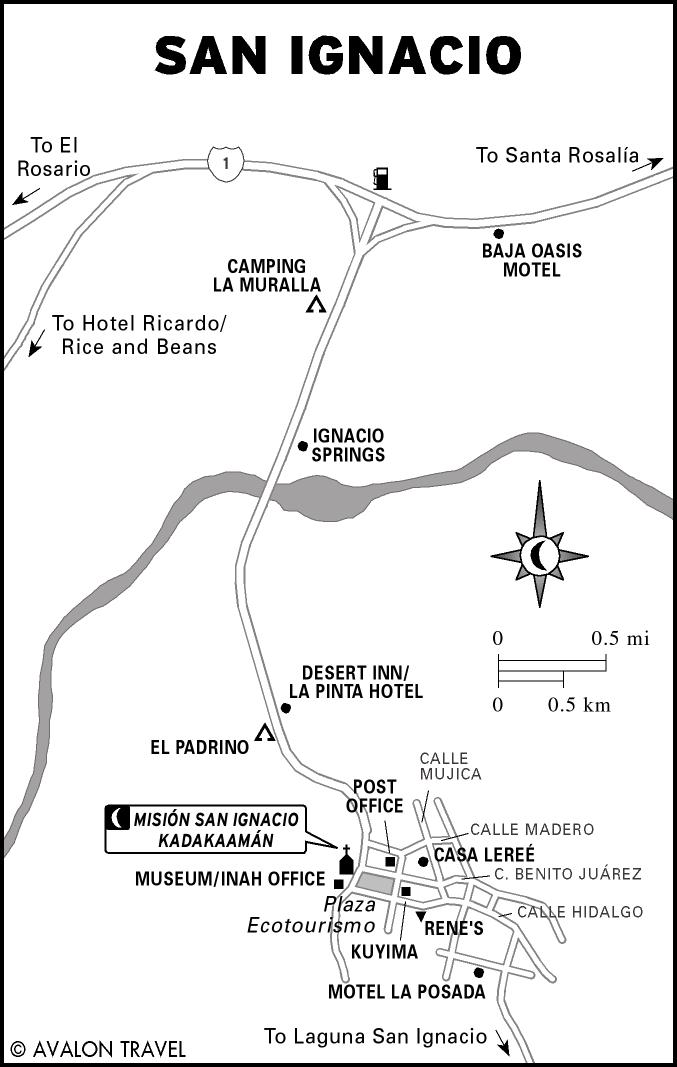 SAN IGNACIO
To El
Rosario
1
To Santa Rosalía
BAJA OASIS
MOTEL
CAMPING
LA MURALLA
To Hotel Ricardo/
Rice and Beans
IGNACIO
SPRINGS
0 0.5 mi
0 0.5 km
DESERT INN/
LA PINTA HOTEL
EL PADRINO
CALLE
MUJICA
POST
OFFICE
MISIÓN SAN IGNACIO
KADAKAAMÁN
CALLE MADERO
CASA LEREÉ
MUSEUM/INAH OFFICE
C. BENITO JUÁREZ
Plaza
Ecotourismo
CALLE HIDALGO
RENE'S
KUYIMA
MOTEL LA POSADA
To Laguna San Ignacio
© AVALON TRAVEL